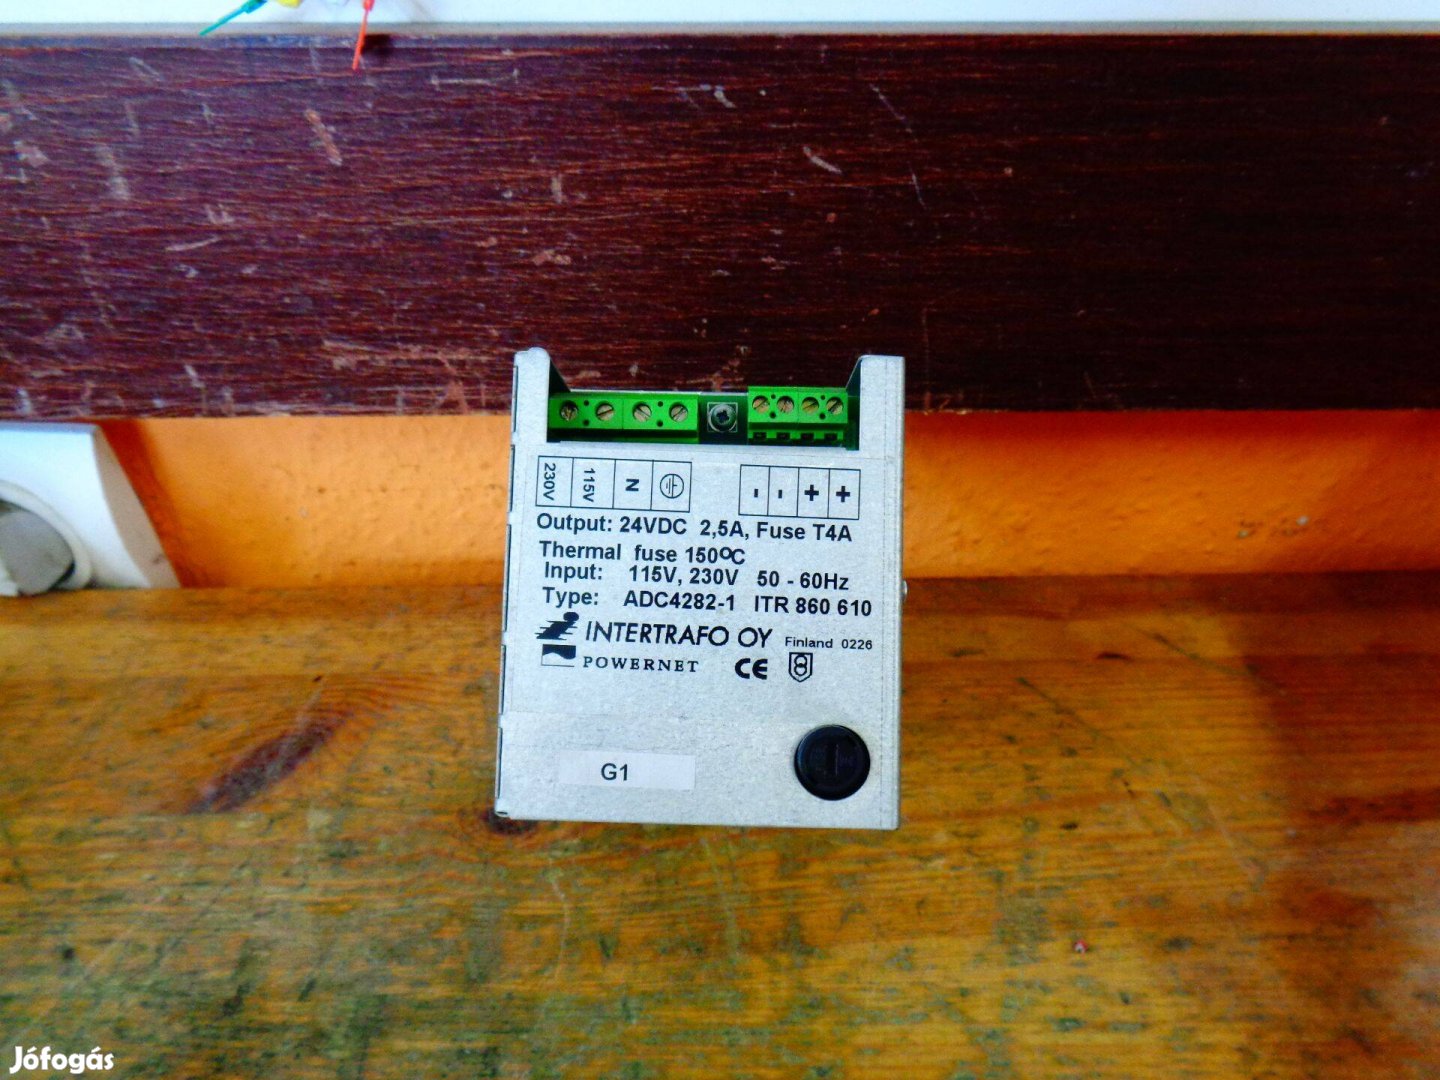 230V 115V N - - + +
Output: 24VDC 2,5A, Fuse T4A
Thermal fuse 150°C
Input: 115V, 230V 50 - 60Hz
Type: ADC4282-1 ITR 860 610
INTERTRAFO OY Finland 0226
POWERNET CE
G1
Jófogás